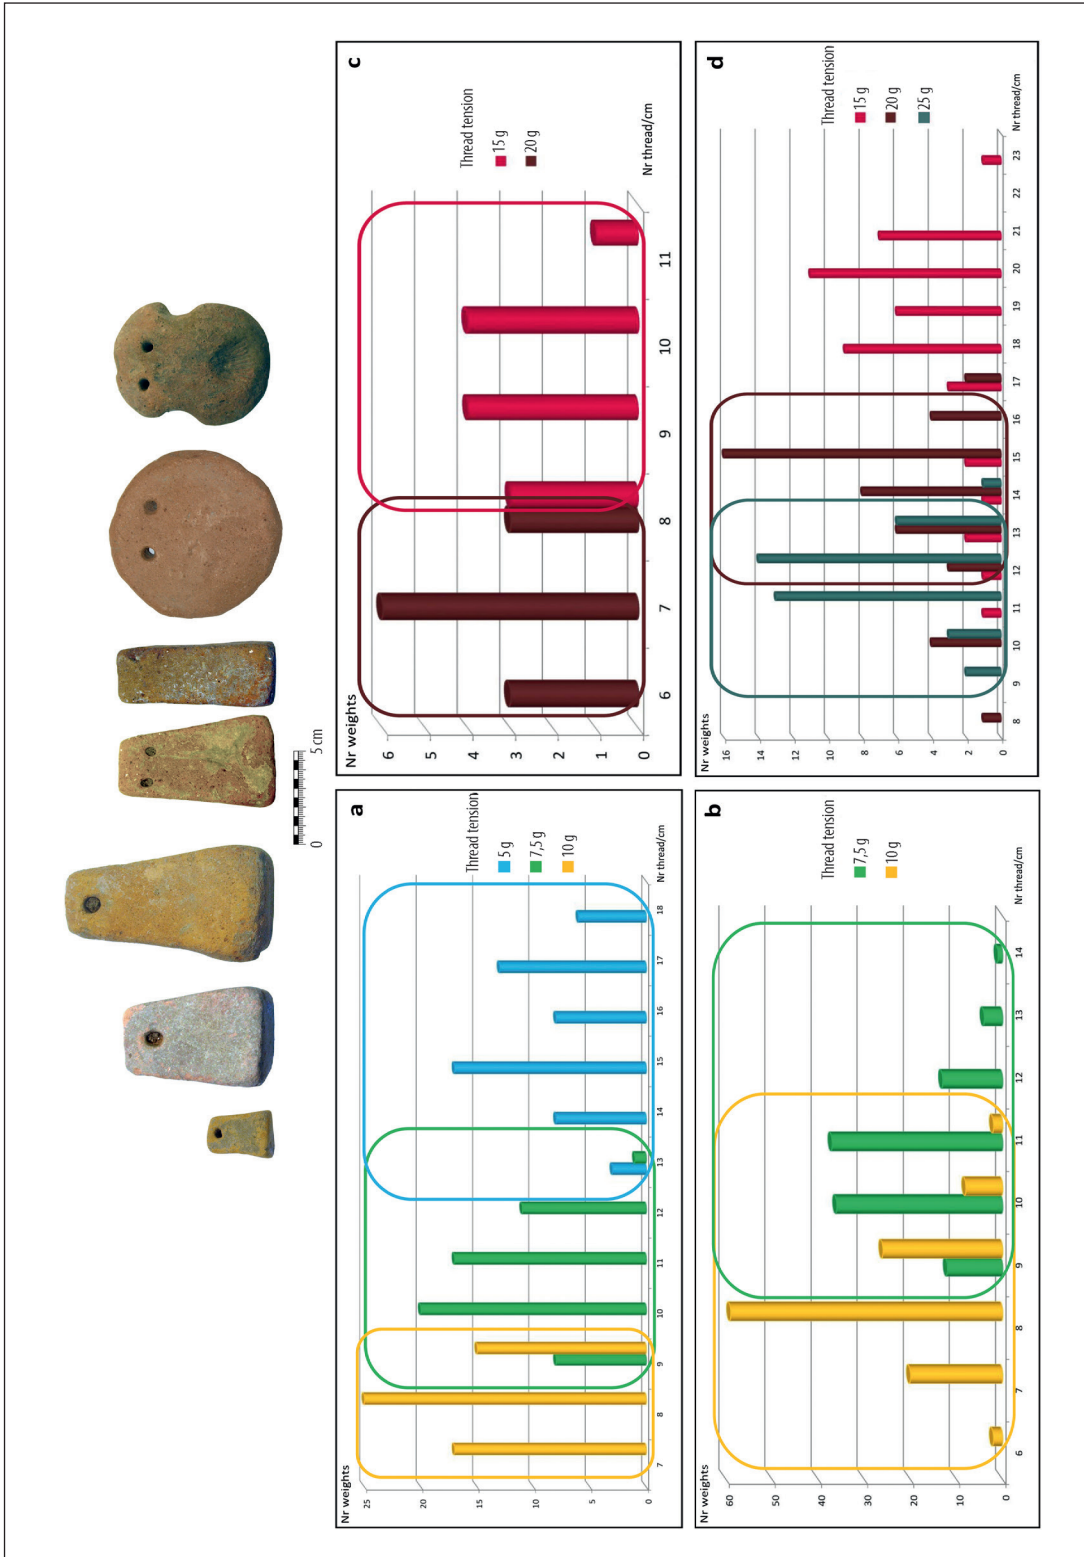 0 5 cm
a
Nr weights
25
20
15
10
5
0
7 8 9 10 11 12 13 14 15 16 17 18
Nr thread/cm
Thread tension
5 g
7,5 g
10 g
b
Nr weights
60
50
40
30
20
10
0
6 7 8 9 10 11 12 13 14
Nr thread/cm
Thread tension
7,5 g
10 g
c
Nr weights
6
5
4
3
2
1
0
6 7 8 9 10 11
Nr thread/cm
Thread tension
15 g
20 g
d
Nr weights
16
14
12
10
8
6
4
2
0
8 9 10 11 12 13 14 15 16 17 18 19 20 21 22 23
Nr thread/cm
Thread tension
15 g
20 g
25 g